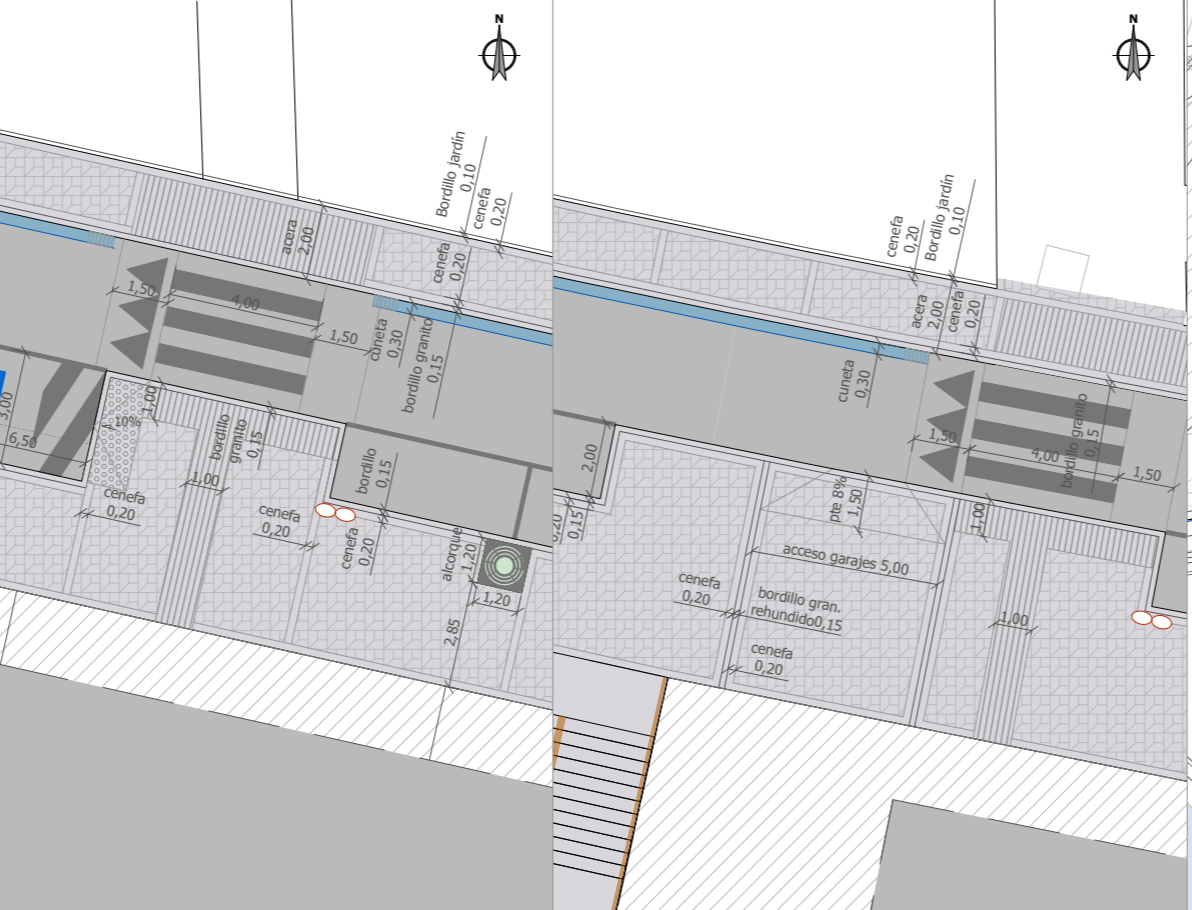 N
Bordillo jardín
0,10
cenefa
0,20
acera
2,00
cenefa
0,20
1,50
4,00
1,50
cuneta
0,30
bordillo granito
0,15
3,00
6,50
10%
1,00
bordillo
granito
0,15
1,00
bordillo
0,15
cenefa
0,20
cenefa
0,20
cenefa
0,20
alcorque
1,20
1,20
2,85
N
cenefa
0,20
Bordillo jardín
0,10
acera
2,00
cenefa
0,20
cuneta
0,30
1,50
4,00
bordillo granito
0,15
1,50
2,00
0,20
0,15
pte 8%
1,50
1,00
acceso garajes 5,00
cenefa
0,20
bordillo gran.
rehundido0,15
1,00
cenefa
0,20